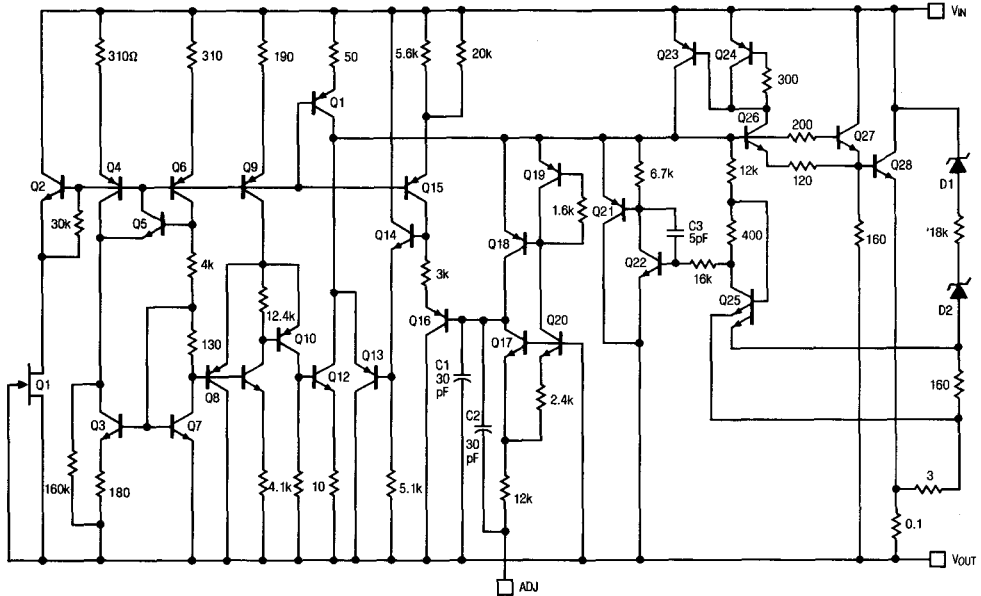 VIN
310Ω
310
190
50
5.6k
20k
Q23
Q24
300
Q1
Q26
200
Q27
Q2
Q4
Q6
Q9
Q15
Q19
6.7k
12k
120
Q28
D1
30k
Q5
Q14
1.6k
Q21
C3
5pF
400
160
'18k
4k
3k
Q18
Q22
16k
Q25
D2
12.4k
Q10
Q16
130
Q17
Q20
Q1
Q8
Q12
Q13
C1
30
pF
C2
30
pF
2.4k
160
Q3
Q7
160k
180
4.1k
10
5.1k
12k
3
0.1
VOUT
ADJ